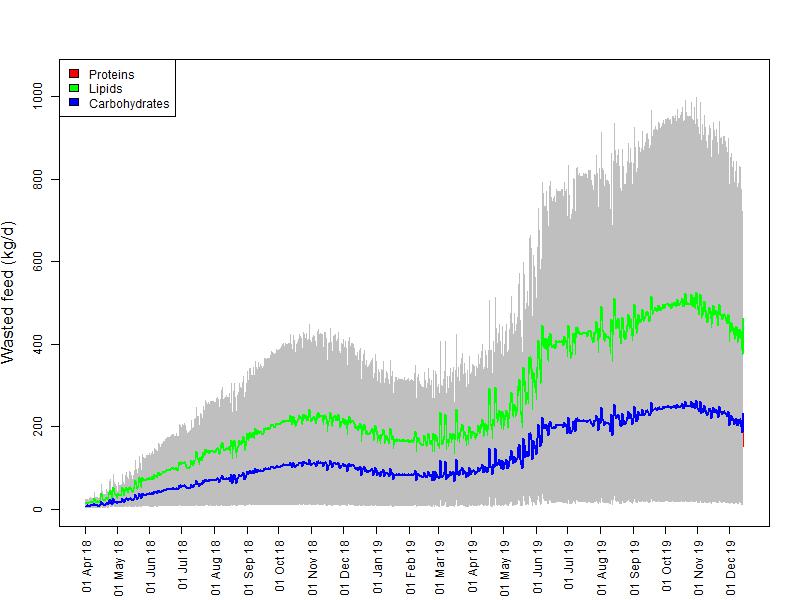 Proteins
Lipids
Carbohydrates
Wasted feed (kg/d)
1000
800
600
400
200
0
01 Apr 18
01 May 18
01 Jun 18
01 Jul 18
01 Aug 18
01 Sep 18
01 Oct 18
01 Nov 18
01 Dec 18
01 Jan 19
01 Feb 19
01 Mar 19
01 Apr 19
01 May 19
01 Jun 19
01 Jul 19
01 Aug 19
01 Sep 19
01 Oct 19
01 Nov 19
01 Dec 19